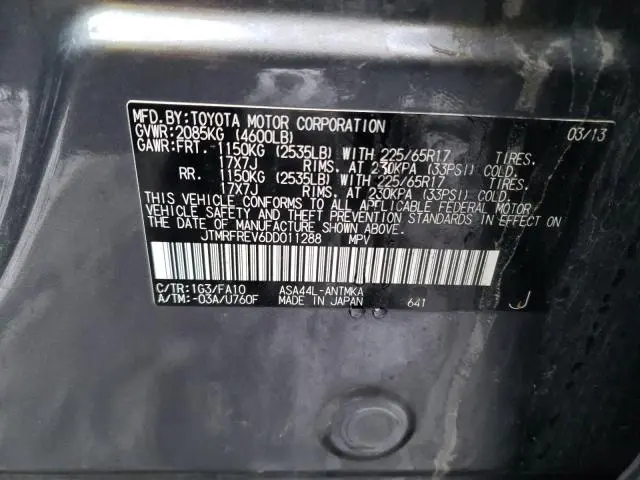 MFD.BY:TOYOTA MOTOR CORPORATION 03/13
GVWR:2085KG (4600LB)
GAWR:FRT. 1150KG (2535LB) WITH 225/65R17 TIRES.
17X7J RIMS. AT 230KPA (33PSI) COLD.
RR. 1150KG (2535LB) WITH 225/65R17 TIRES.
17X7J RIMS. AT 230KPA (33PSI) COLD.
THIS VEHICLE CONFORMS TO ALL APPLICABLE FEDERAL MOTOR
VEHICLE SAFETY AND THEFT PREVENTION STANDARDS IN EFFECT ON
THE DATE OF MANUFACTURE SHOWN ABOVE.
JTMRFREV6DD011288 MPV
C/TR:1G3/FA10 ASA44L-ANTMKA
A/TM:-03A/U760F MADE IN JAPAN 641